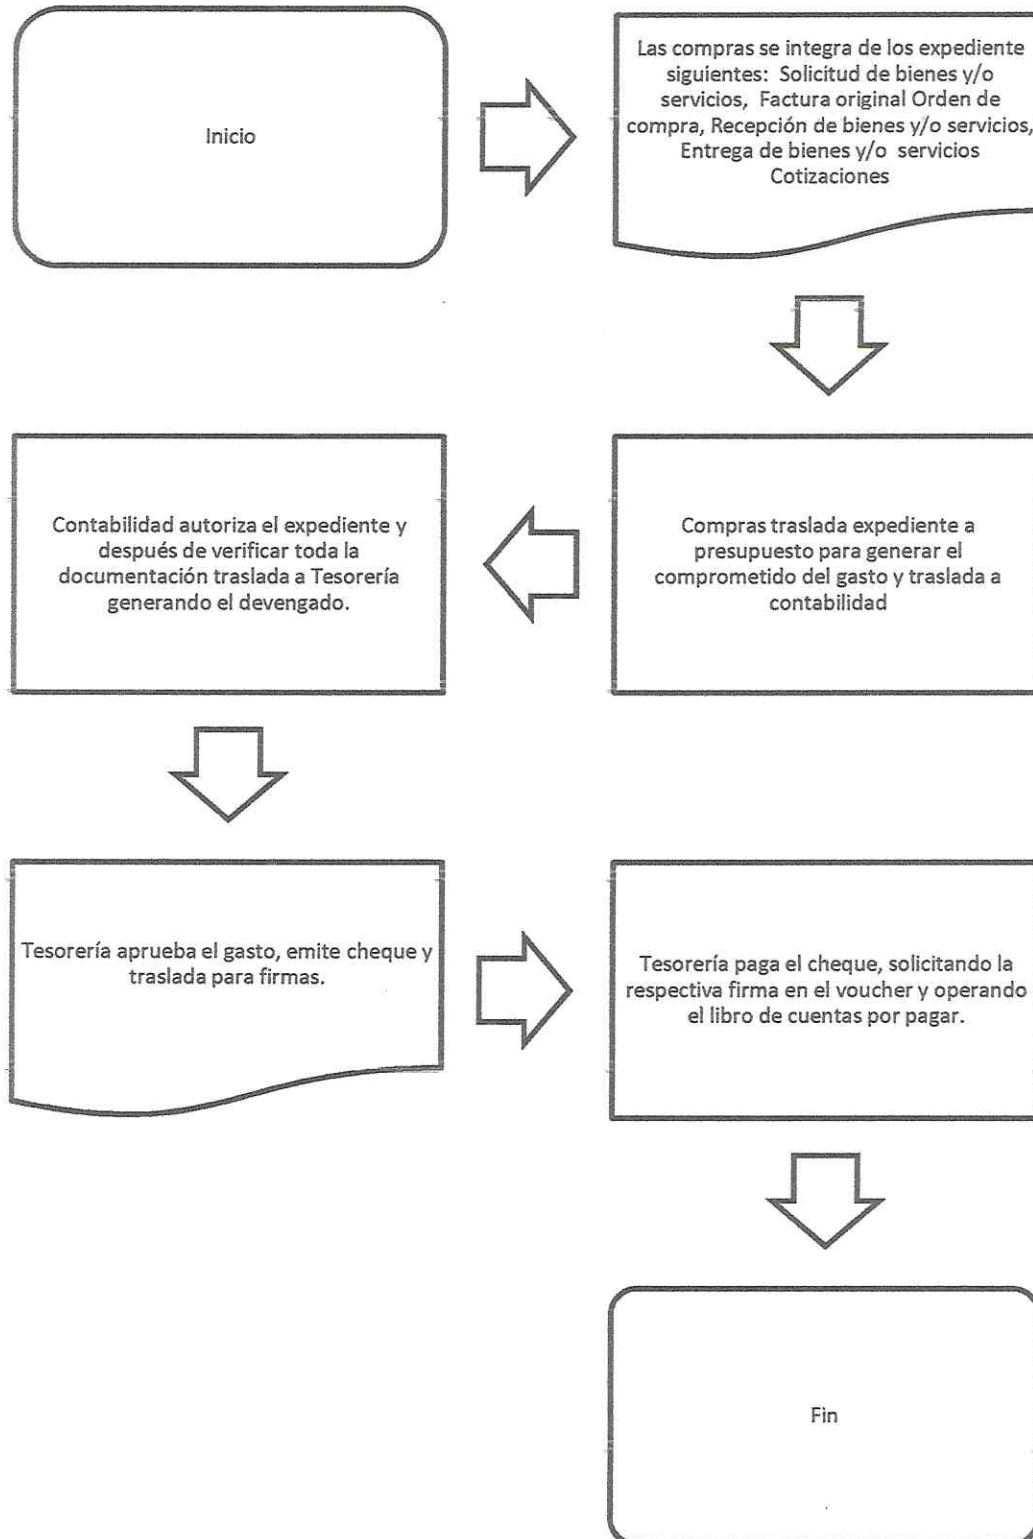 Inicio
Las compras se integra de los expediente
siguientes: Solicitud de bienes y/o
servicios, Factura original Orden de
compra, Recepción de bienes y/o servicios,
Entrega de bienes y/o servicios
Cotizaciones
Compras traslada expediente a
presupuesto para generar el
comprometido del gasto y traslada a
contabilidad
Contabilidad autoriza el expediente y
después de verificar toda la
documentación traslada a Tesorería
generando el devengado.
Tesorería aprueba el gasto, emite cheque y
traslada para firmas.
Tesorería paga el cheque, solicitando la
respectiva firma en el voucher y operando
el libro de cuentas por pagar.
Fin